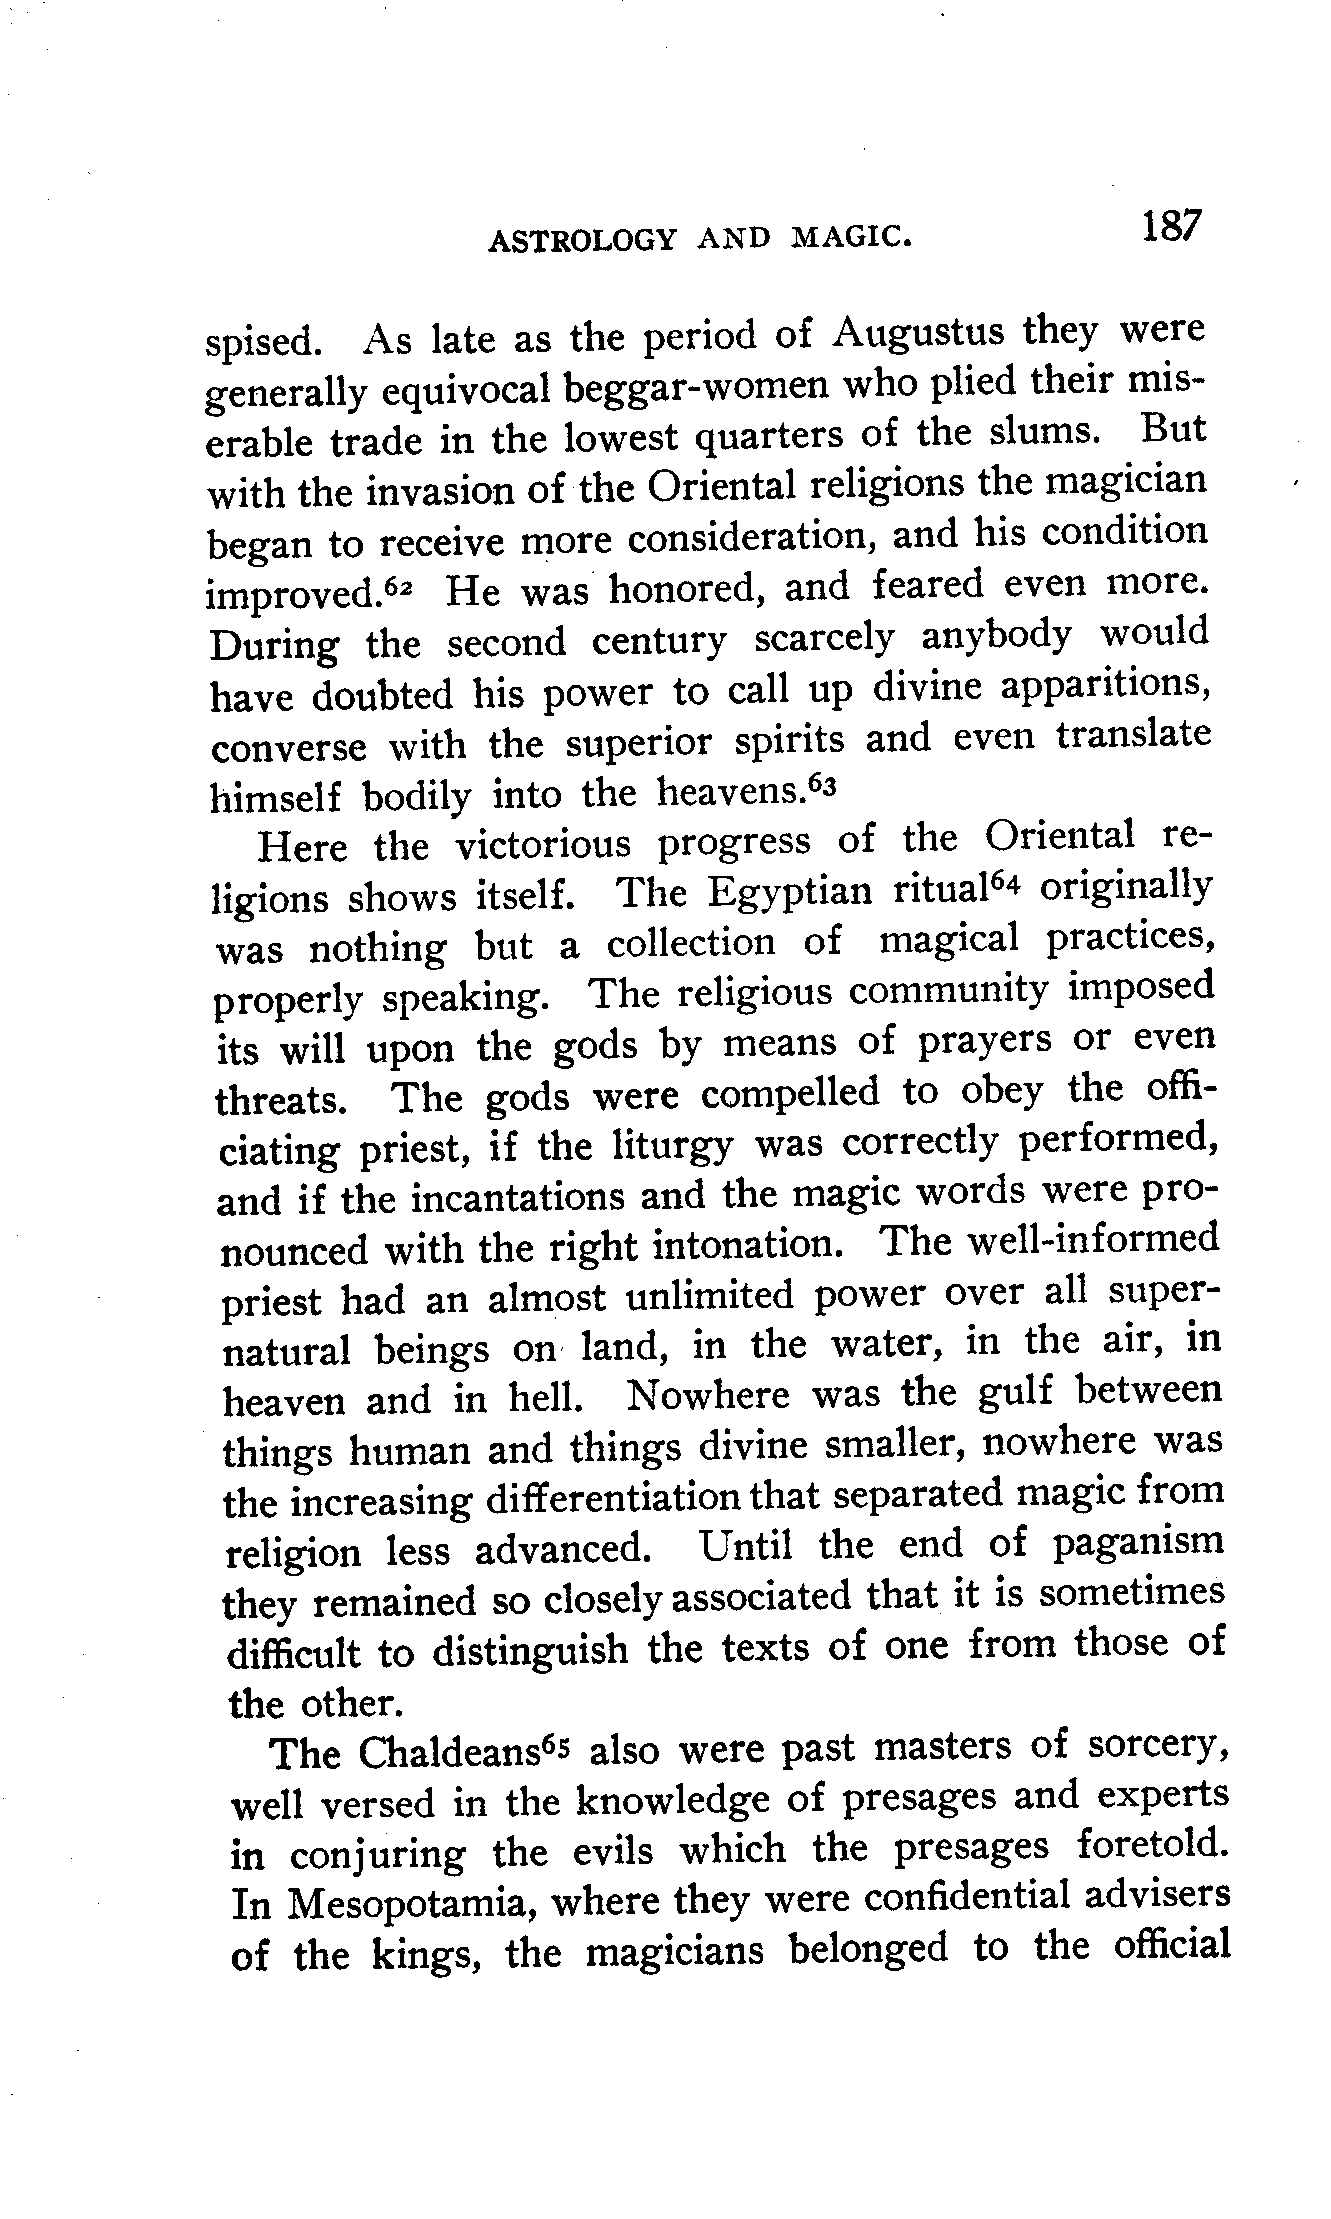 ASTROLOGY AND MAGIC. 187
spised. As late as the period of Augustus they were
generally equivocal beggar-women who plied their mis-
erable trade in the lowest quarters of the slums. But
with the invasion of the Oriental religions the magician
began to receive more consideration, and his condition
improved.⁶² He was honored, and feared even more.
During the second century scarcely anybody would
have doubted his power to call up divine apparitions,
converse with the superior spirits and even translate
himself bodily into the heavens.⁶³
Here the victorious progress of the Oriental re-
ligions shows itself. The Egyptian ritual⁶⁴ originally
was nothing but a collection of magical practices,
properly speaking. The religious community imposed
its will upon the gods by means of prayers or even
threats. The gods were compelled to obey the offi-
ciating priest, if the liturgy was correctly performed,
and if the incantations and the magic words were pro-
nounced with the right intonation. The well-informed
priest had an almost unlimited power over all super-
natural beings on land, in the water, in the air, in
heaven and in hell. Nowhere was the gulf between
things human and things divine smaller, nowhere was
the increasing differentiation that separated magic from
religion less advanced. Until the end of paganism
they remained so closely associated that it is sometimes
difficult to distinguish the texts of one from those of
the other.
The Chaldeans⁶⁵ also were past masters of sorcery,
well versed in the knowledge of presages and experts
in conjuring the evils which the presages foretold.
In Mesopotamia, where they were confidential advisers
of the kings, the magicians belonged to the official